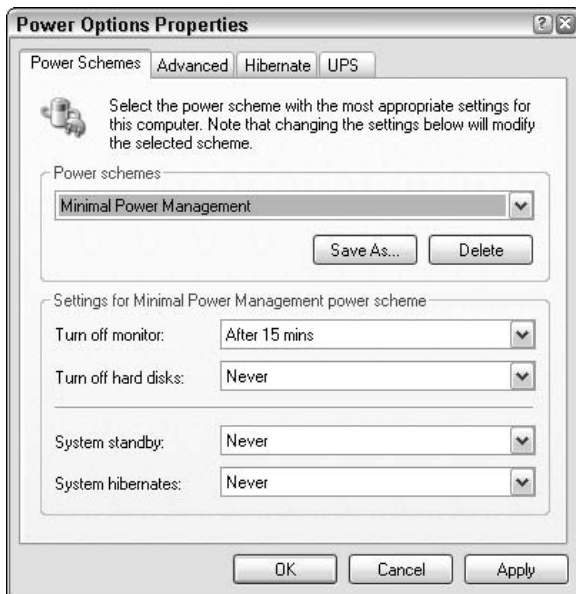 Power Options Properties
Power Schemes Advanced Hibernate UPS
Select the power scheme with the most appropriate settings for
this computer. Note that changing the settings below will modify
the selected scheme.
Power schemes
Minimal Power Management
Save As... Delete
Settings for Minimal Power Management power scheme
Turn off monitor: After 15 mins
Turn off hard disks: Never
System standby: Never
System hibernates: Never
OK Cancel Apply